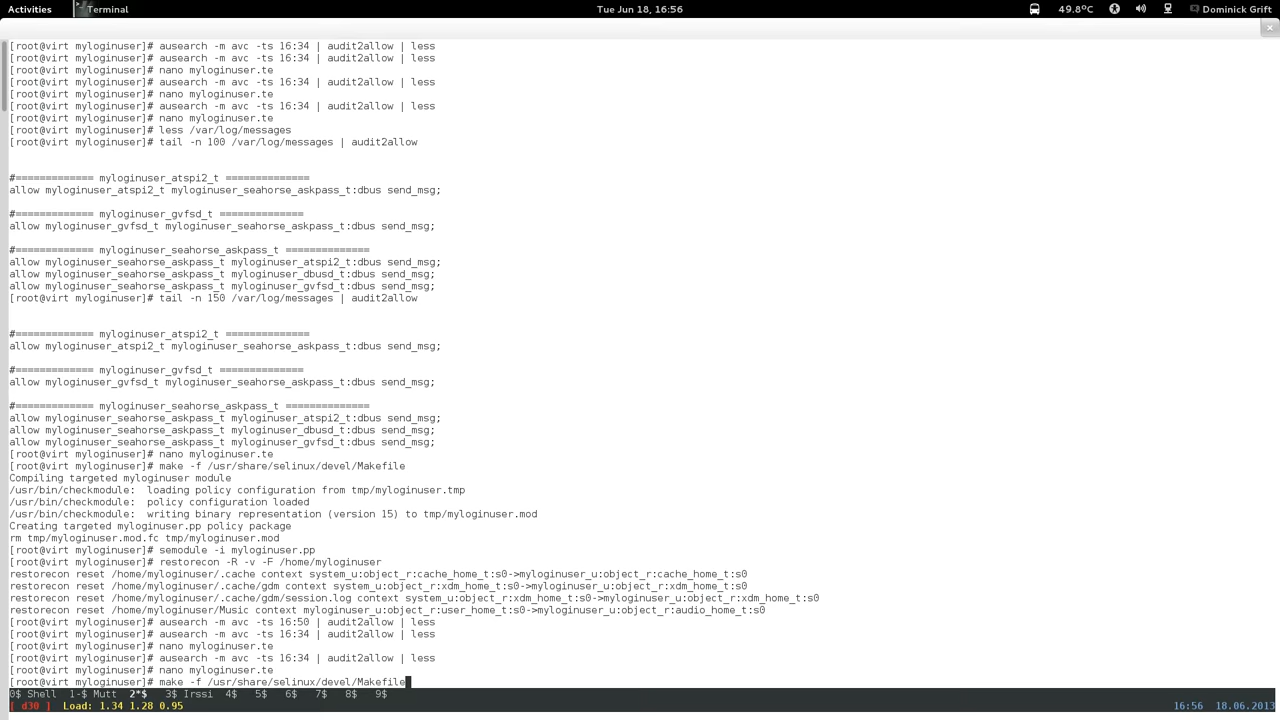 Activities Terminal Tue Jun 18, 16:56 49.8ºC Dominick Grift
[root@virt myloginuser]# ausearch -m avc -ts 16:34 | audit2allow | less
[root@virt myloginuser]# ausearch -m avc -ts 16:34 | audit2allow | less
[root@virt myloginuser]# nano myloginuser.te
[root@virt myloginuser]# ausearch -m avc -ts 16:34 | audit2allow | less
[root@virt myloginuser]# nano myloginuser.te
[root@virt myloginuser]# ausearch -m avc -ts 16:34 | audit2allow | less
[root@virt myloginuser]# nano myloginuser.te
[root@virt myloginuser]# less /var/log/messages
[root@virt myloginuser]# tail -n 100 /var/log/messages | audit2allow
#============= myloginuser_atspi2_t ==============
allow myloginuser_atspi2_t myloginuser_seahorse_askpass_t:dbus send_msg;
#============= myloginuser_gvfsd_t ==============
allow myloginuser_gvfsd_t myloginuser_seahorse_askpass_t:dbus send_msg;
#============= myloginuser_seahorse_askpass_t ==============
allow myloginuser_seahorse_askpass_t myloginuser_atspi2_t:dbus send_msg;
allow myloginuser_seahorse_askpass_t myloginuser_dbusd_t:dbus send_msg;
allow myloginuser_seahorse_askpass_t myloginuser_gvfsd_t:dbus send_msg;
[root@virt myloginuser]# tail -n 150 /var/log/messages | audit2allow
#============= myloginuser_atspi2_t ==============
allow myloginuser_atspi2_t myloginuser_seahorse_askpass_t:dbus send_msg;
#============= myloginuser_gvfsd_t ==============
allow myloginuser_gvfsd_t myloginuser_seahorse_askpass_t:dbus send_msg;
#============= myloginuser_seahorse_askpass_t ==============
allow myloginuser_seahorse_askpass_t myloginuser_atspi2_t:dbus send_msg;
allow myloginuser_seahorse_askpass_t myloginuser_dbusd_t:dbus send_msg;
allow myloginuser_seahorse_askpass_t myloginuser_gvfsd_t:dbus send_msg;
[root@virt myloginuser]# nano myloginuser.te
[root@virt myloginuser]# make -f /usr/share/selinux/devel/Makefile
Compiling targeted myloginuser module
/usr/bin/checkmodule:  loading policy configuration from tmp/myloginuser.tmp
/usr/bin/checkmodule:  policy configuration loaded
/usr/bin/checkmodule:  writing binary representation (version 15) to tmp/myloginuser.mod
Creating targeted myloginuser.pp policy package
rm tmp/myloginuser.mod.fc tmp/myloginuser.mod
[root@virt myloginuser]# semodule -i myloginuser.pp
[root@virt myloginuser]# restorecon -R -v -F /home/myloginuser
restorecon reset /home/myloginuser/.cache context system_u:object_r:cache_home_t:s0->myloginuser_u:object_r:cache_home_t:s0
restorecon reset /home/myloginuser/.cache/gdm context system_u:object_r:xdm_home_t:s0->myloginuser_u:object_r:xdm_home_t:s0
restorecon reset /home/myloginuser/.cache/gdm/session.log context system_u:object_r:xdm_home_t:s0->myloginuser_u:object_r:xdm_home_t:s0
restorecon reset /home/myloginuser/Music context myloginuser_u:object_r:user_home_t:s0->myloginuser_u:object_r:audio_home_t:s0
[root@virt myloginuser]# ausearch -m avc -ts 16:50 | audit2allow | less
[root@virt myloginuser]# ausearch -m avc -ts 16:34 | audit2allow | less
[root@virt myloginuser]# nano myloginuser.te
[root@virt myloginuser]# ausearch -m avc -ts 16:34 | audit2allow | less
[root@virt myloginuser]# nano myloginuser.te
[root@virt myloginuser]# make -f /usr/share/selinux/devel/Makefile
0$ Shell  1-$ Mutt  2*$  3$ Irssi  4$  5$  6$  7$  8$  9$
[ d30 ]  Load: 1.34 1.28 0.95 16:56  18.06.2013